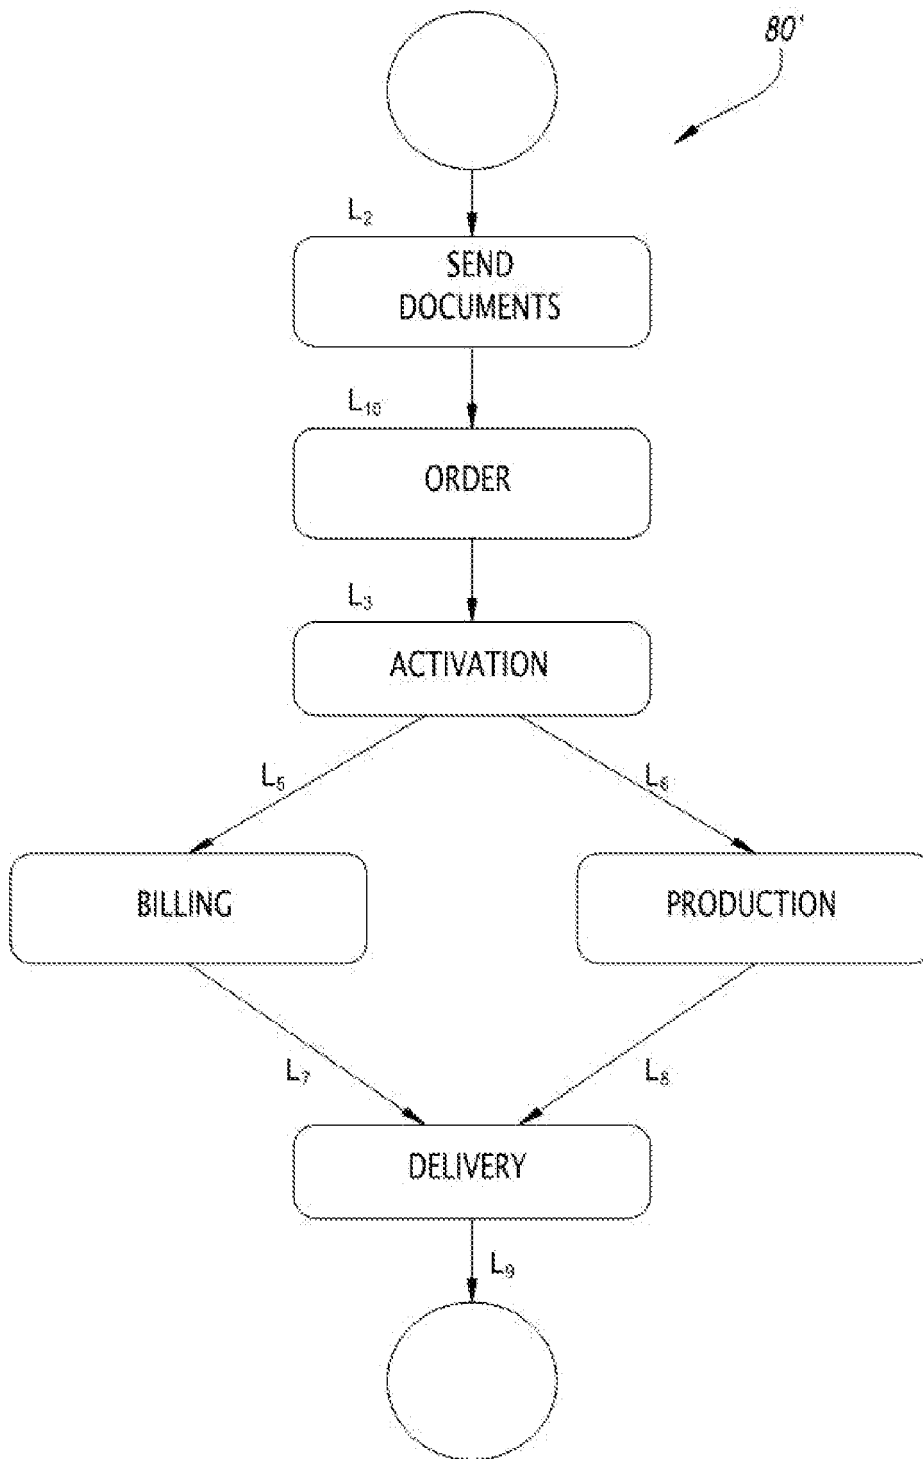 80'
L₂
SEND
DOCUMENTS
L₁₀
ORDER
L₃
ACTIVATION
L₅
L₆
BILLING
PRODUCTION
L₇
L₈
DELIVERY
L₉